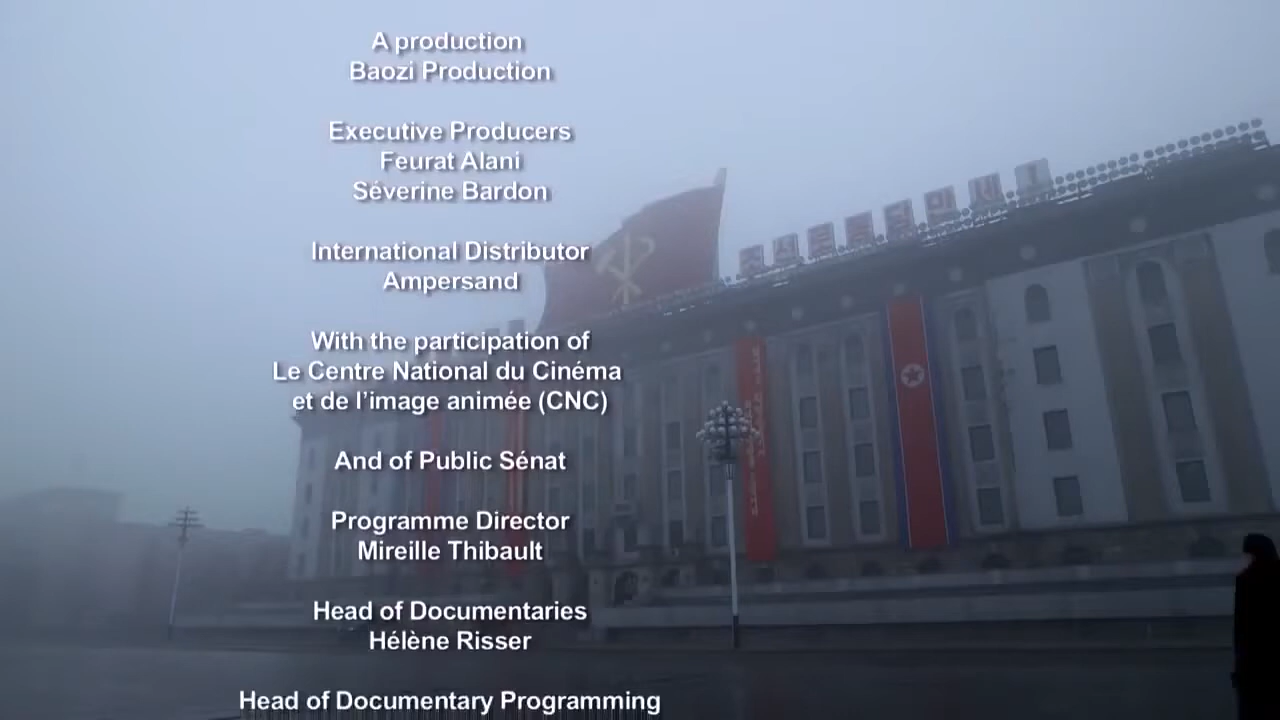 A production
Baozi Production
Executive Producers
Feurat Alani
Séverine Bardon
International Distributor
Ampersand
With the participation of
Le Centre National du Cinéma
et de l’image animée (CNC)
And of Public Sénat
Programme Director
Mireille Thibault
Head of Documentaries
Hélène Risser
Head of Documentary Programming